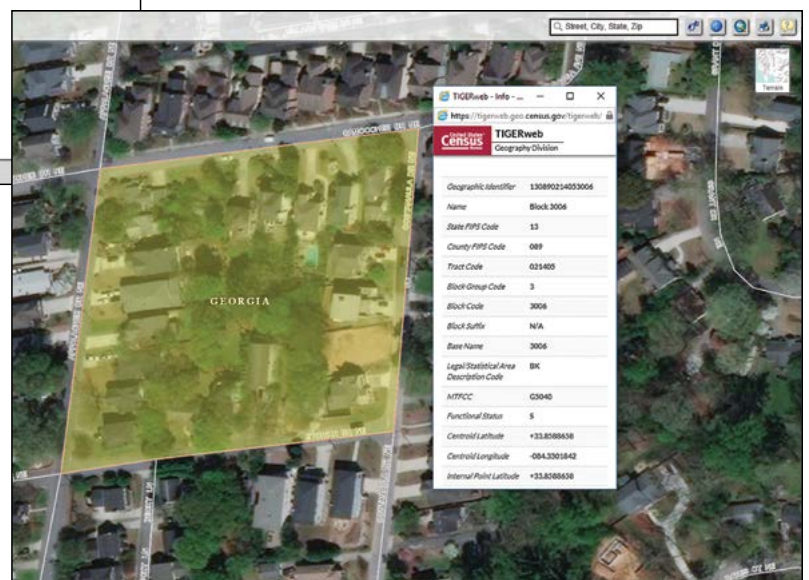 Street, City, State, Zip
Terrain
TIGERweb - Info - ...
https://tigerweb.geo.census.gov/tigerweb/
United States®
Census
Bureau
TIGERweb
Geography Division
Geographic Identifier 130890214053006
Name Block 3006
State FIPS Code 13
County FIPS Code 089
Tract Code 021405
Block Group Code 3
Block Code 3006
Block Suffix N/A
Base Name 3006
Legal/Statistical Area BK
Description Code
MTFCC G5040
Functional Status S
Centroid Latitude +33.8588658
Centroid Longitude -084.3301842
Internal Point Latitude +33.8588658
GEORGIA